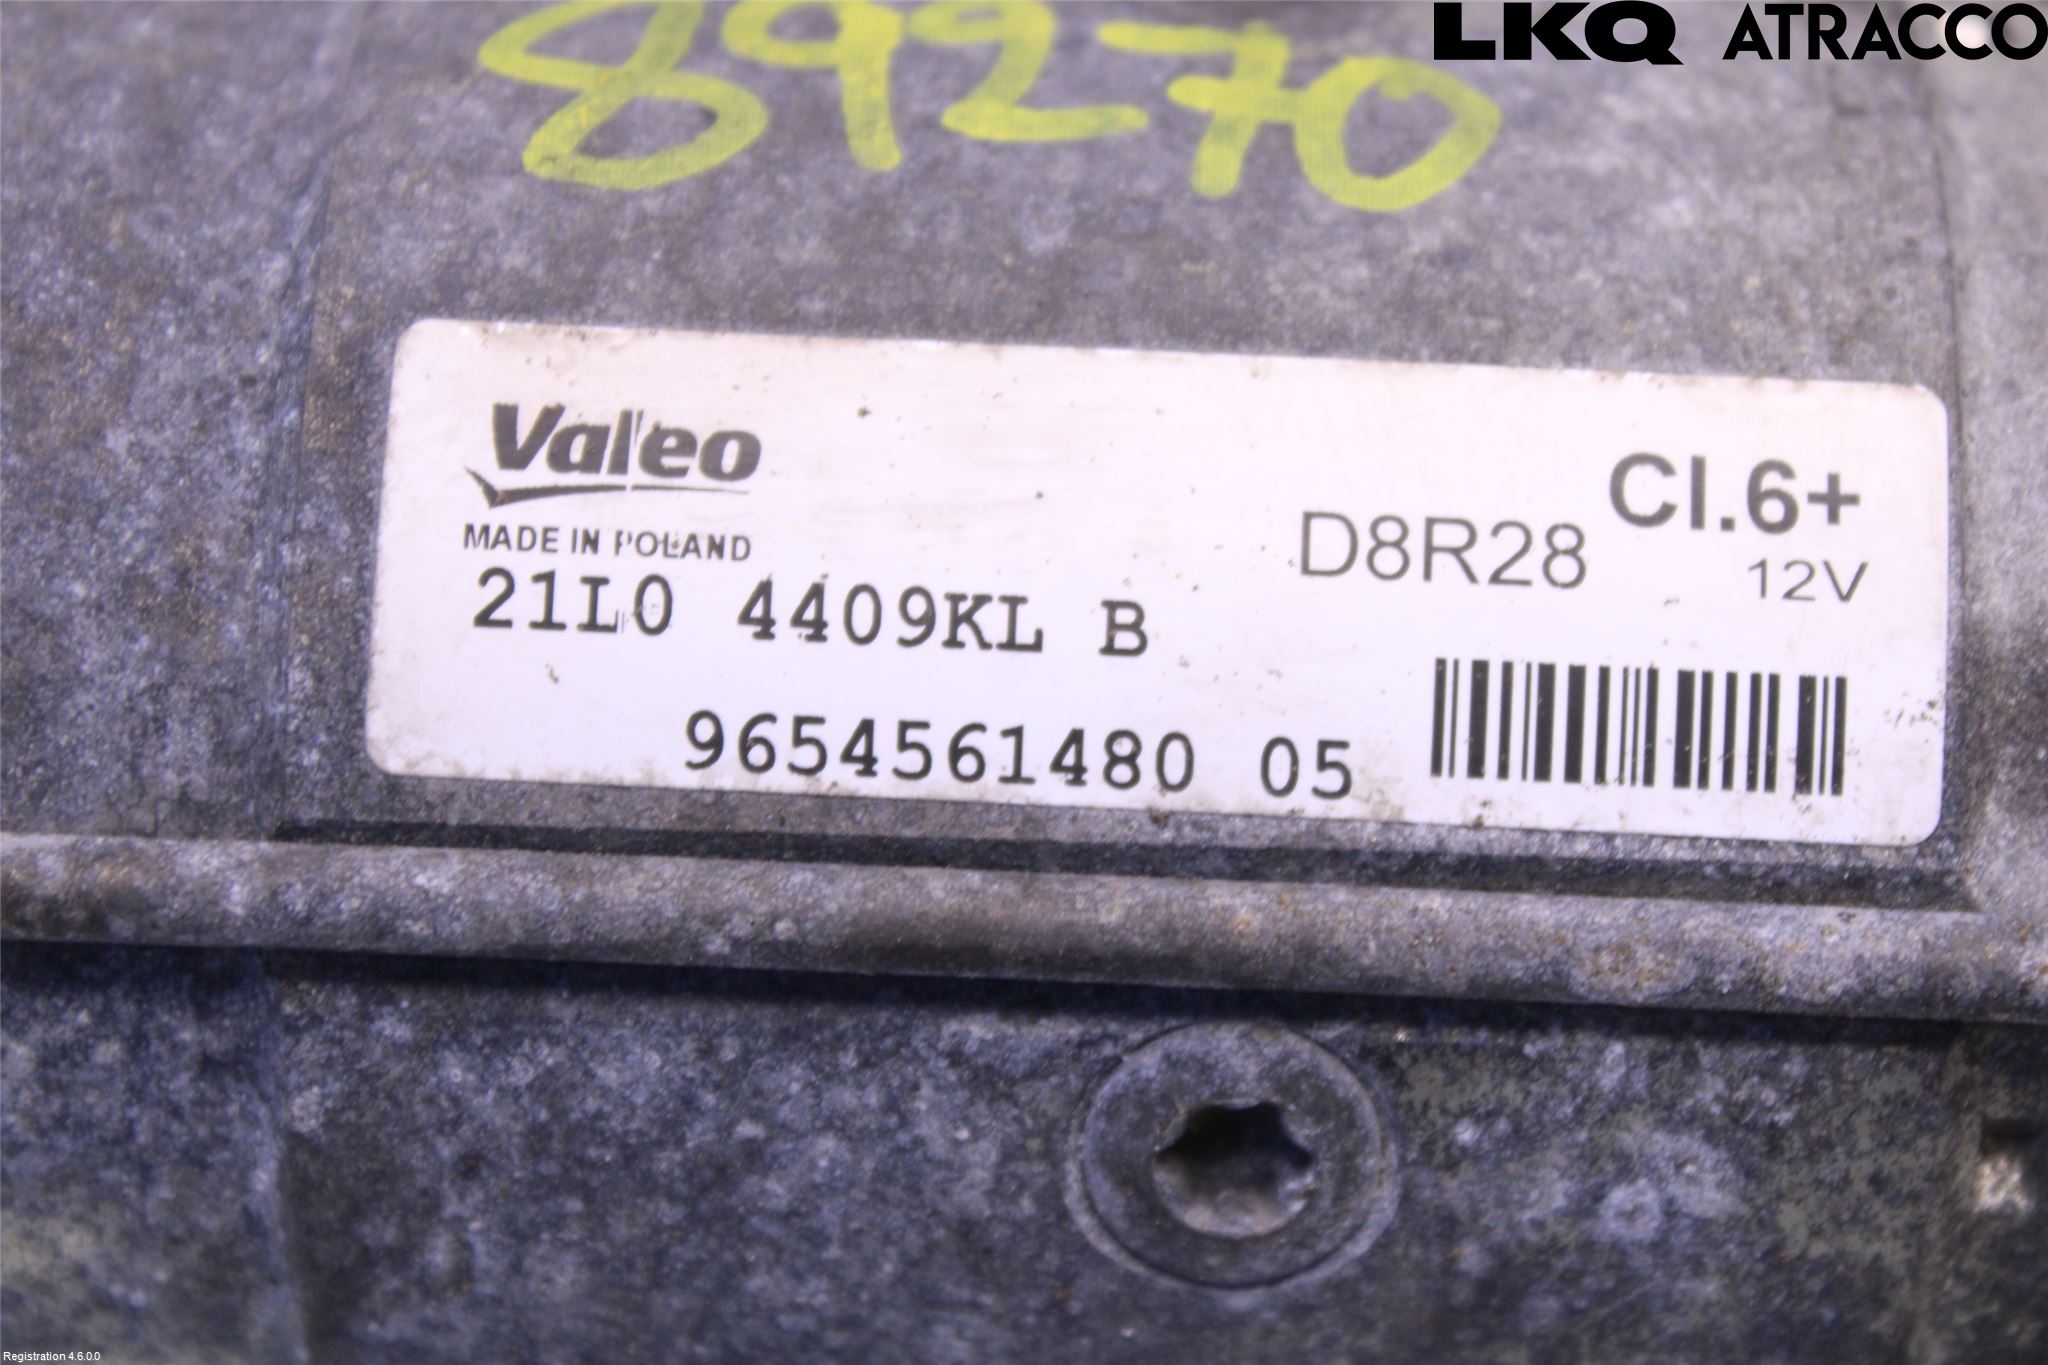 LKQ ATRACCO
89270
Valeo
MADE IN POLAND
D8R28
Cl.6+
12V
21L0 4409KL B
9654561480 05
Registration 4.6.0.0